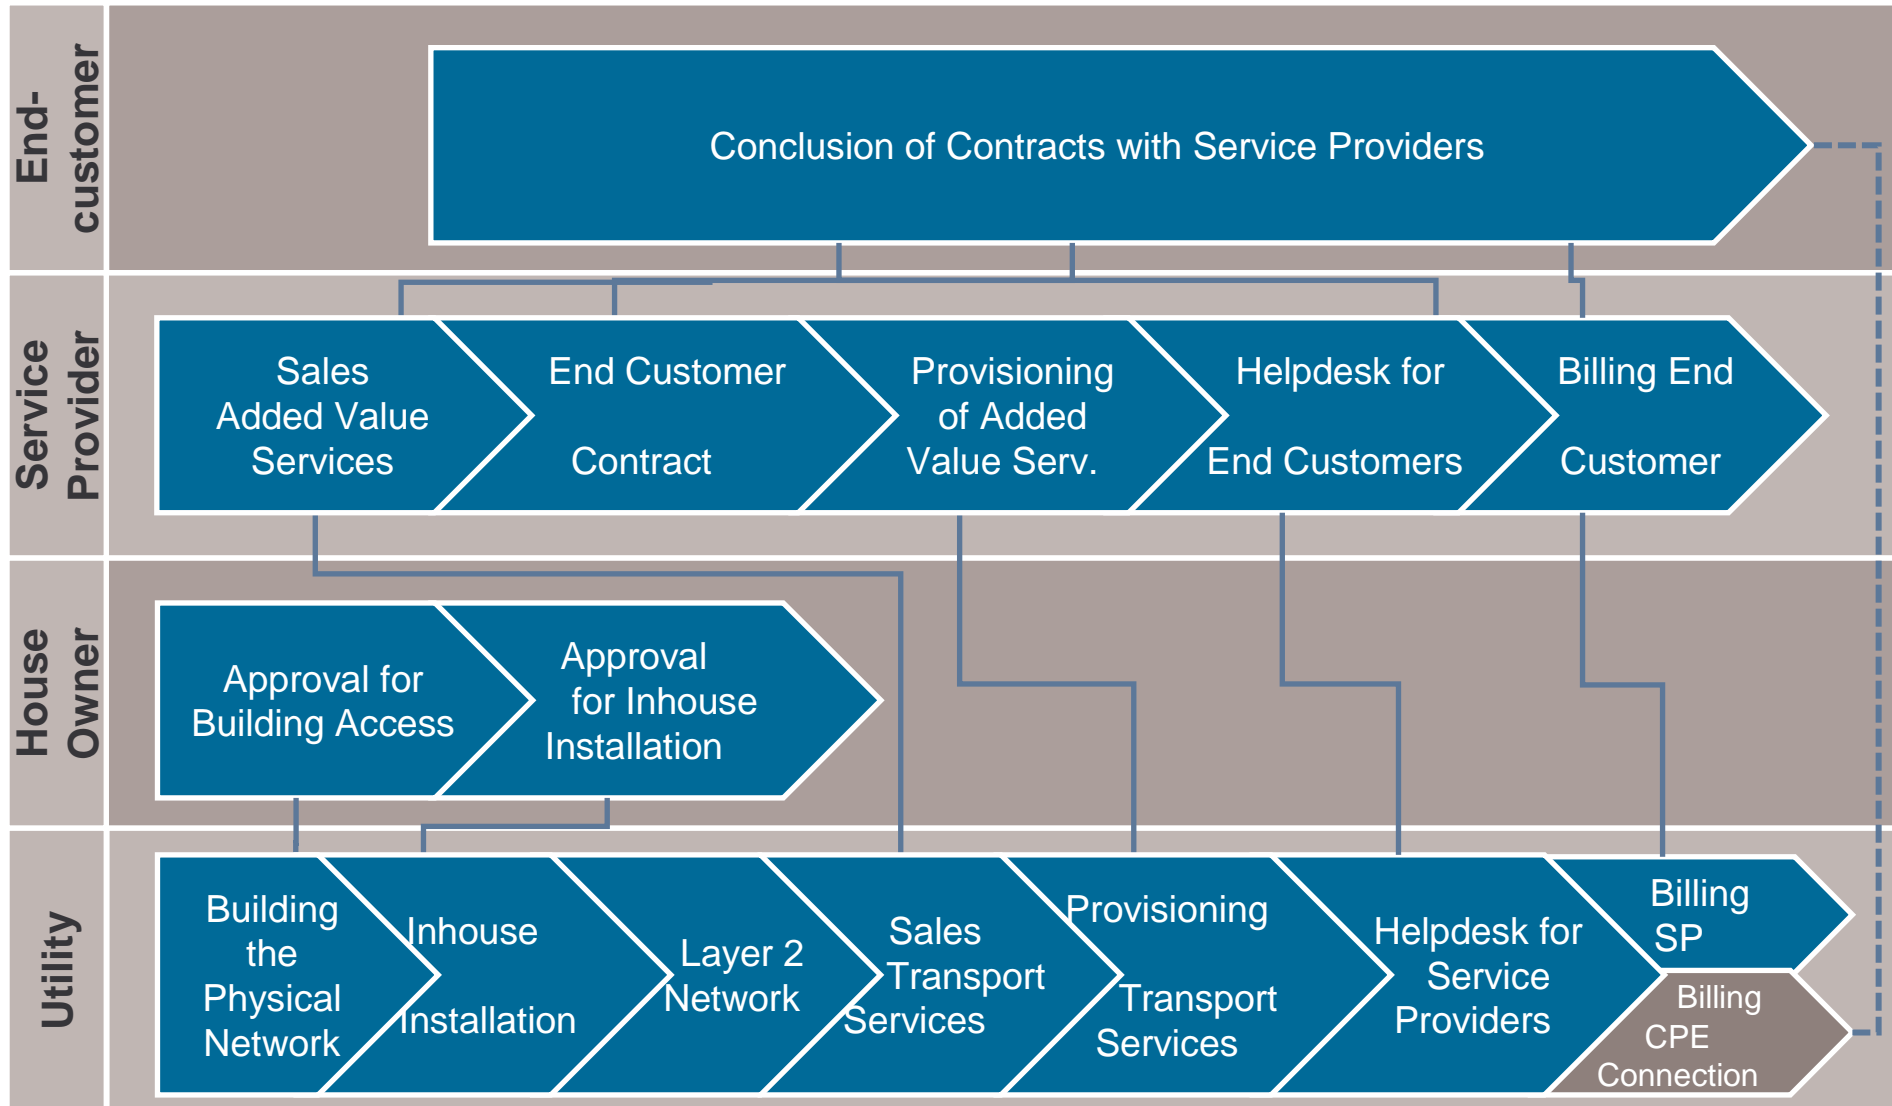 End-
customer
Conclusion of Contracts with Service Providers
Service
Provider
Sales
Added Value
Services
End Customer
Contract
Provisioning
of Added
Value Serv.
Helpdesk for
End Customers
Billing End
Customer
House
Owner
Approval for
Building Access
Approval
for Inhouse
Installation
Utility
Building
the
Physical
Network
Inhouse
Installation
Layer 2
Network
Sales
Transport
Services
Provisioning
Transport
Services
Helpdesk for
Service
Providers
Billing
SP
Billing
CPE
Connection